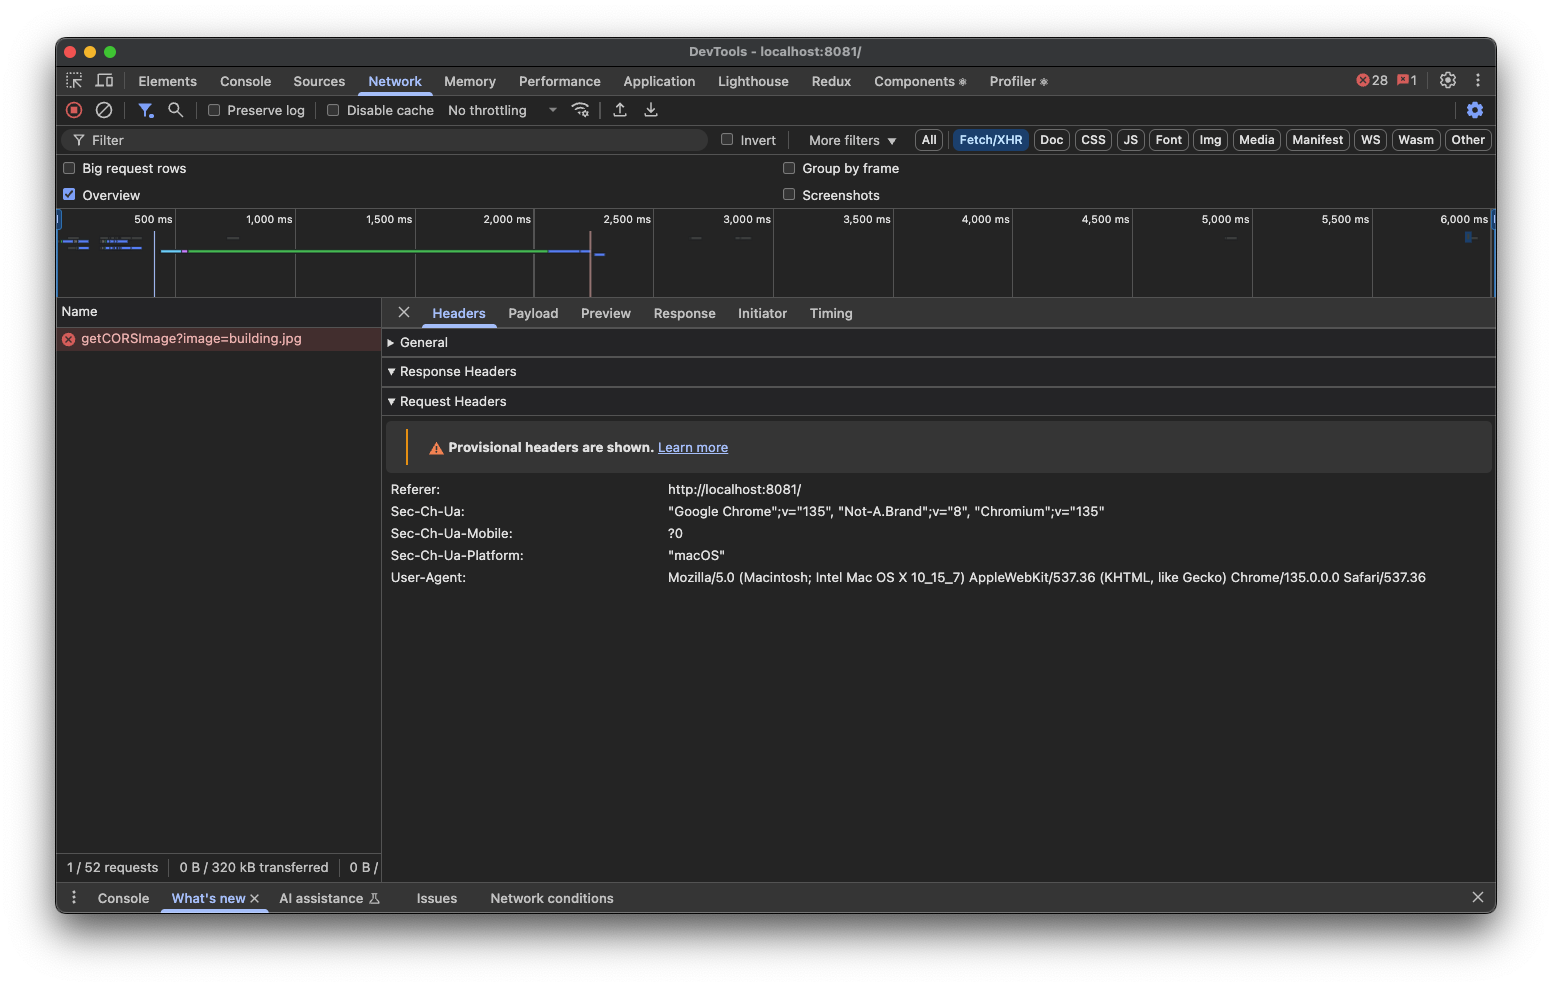 DevTools - localhost:8081/
Elements Console Sources Network Memory Performance Application Lighthouse Redux Components Profiler 28 1
Preserve log Disable cache No throttling
Filter Invert More filters All Fetch/XHR Doc CSS JS Font Img Media Manifest WS Wasm Other
Big request rows Group by frame
Overview Screenshots
500 ms 1,000 ms 1,500 ms 2,000 ms 2,500 ms 3,000 ms 3,500 ms 4,000 ms 4,500 ms 5,000 ms 5,500 ms 6,000 ms
Name
getCORSImage?image=building.jpg
Headers Payload Preview Response Initiator Timing
General
Response Headers
Request Headers
Provisional headers are shown. Learn more
Referer: http://localhost:8081/
Sec-Ch-Ua: "Google Chrome";v="135", "Not-A.Brand";v="8", "Chromium";v="135"
Sec-Ch-Ua-Mobile: ?0
Sec-Ch-Ua-Platform: "macOS"
User-Agent: Mozilla/5.0 (Macintosh; Intel Mac OS X 10_15_7) AppleWebKit/537.36 (KHTML, like Gecko) Chrome/135.0.0.0 Safari/537.36
1 / 52 requests 0 B / 320 kB transferred 0 B /
Console What's new AI assistance Issues Network conditions